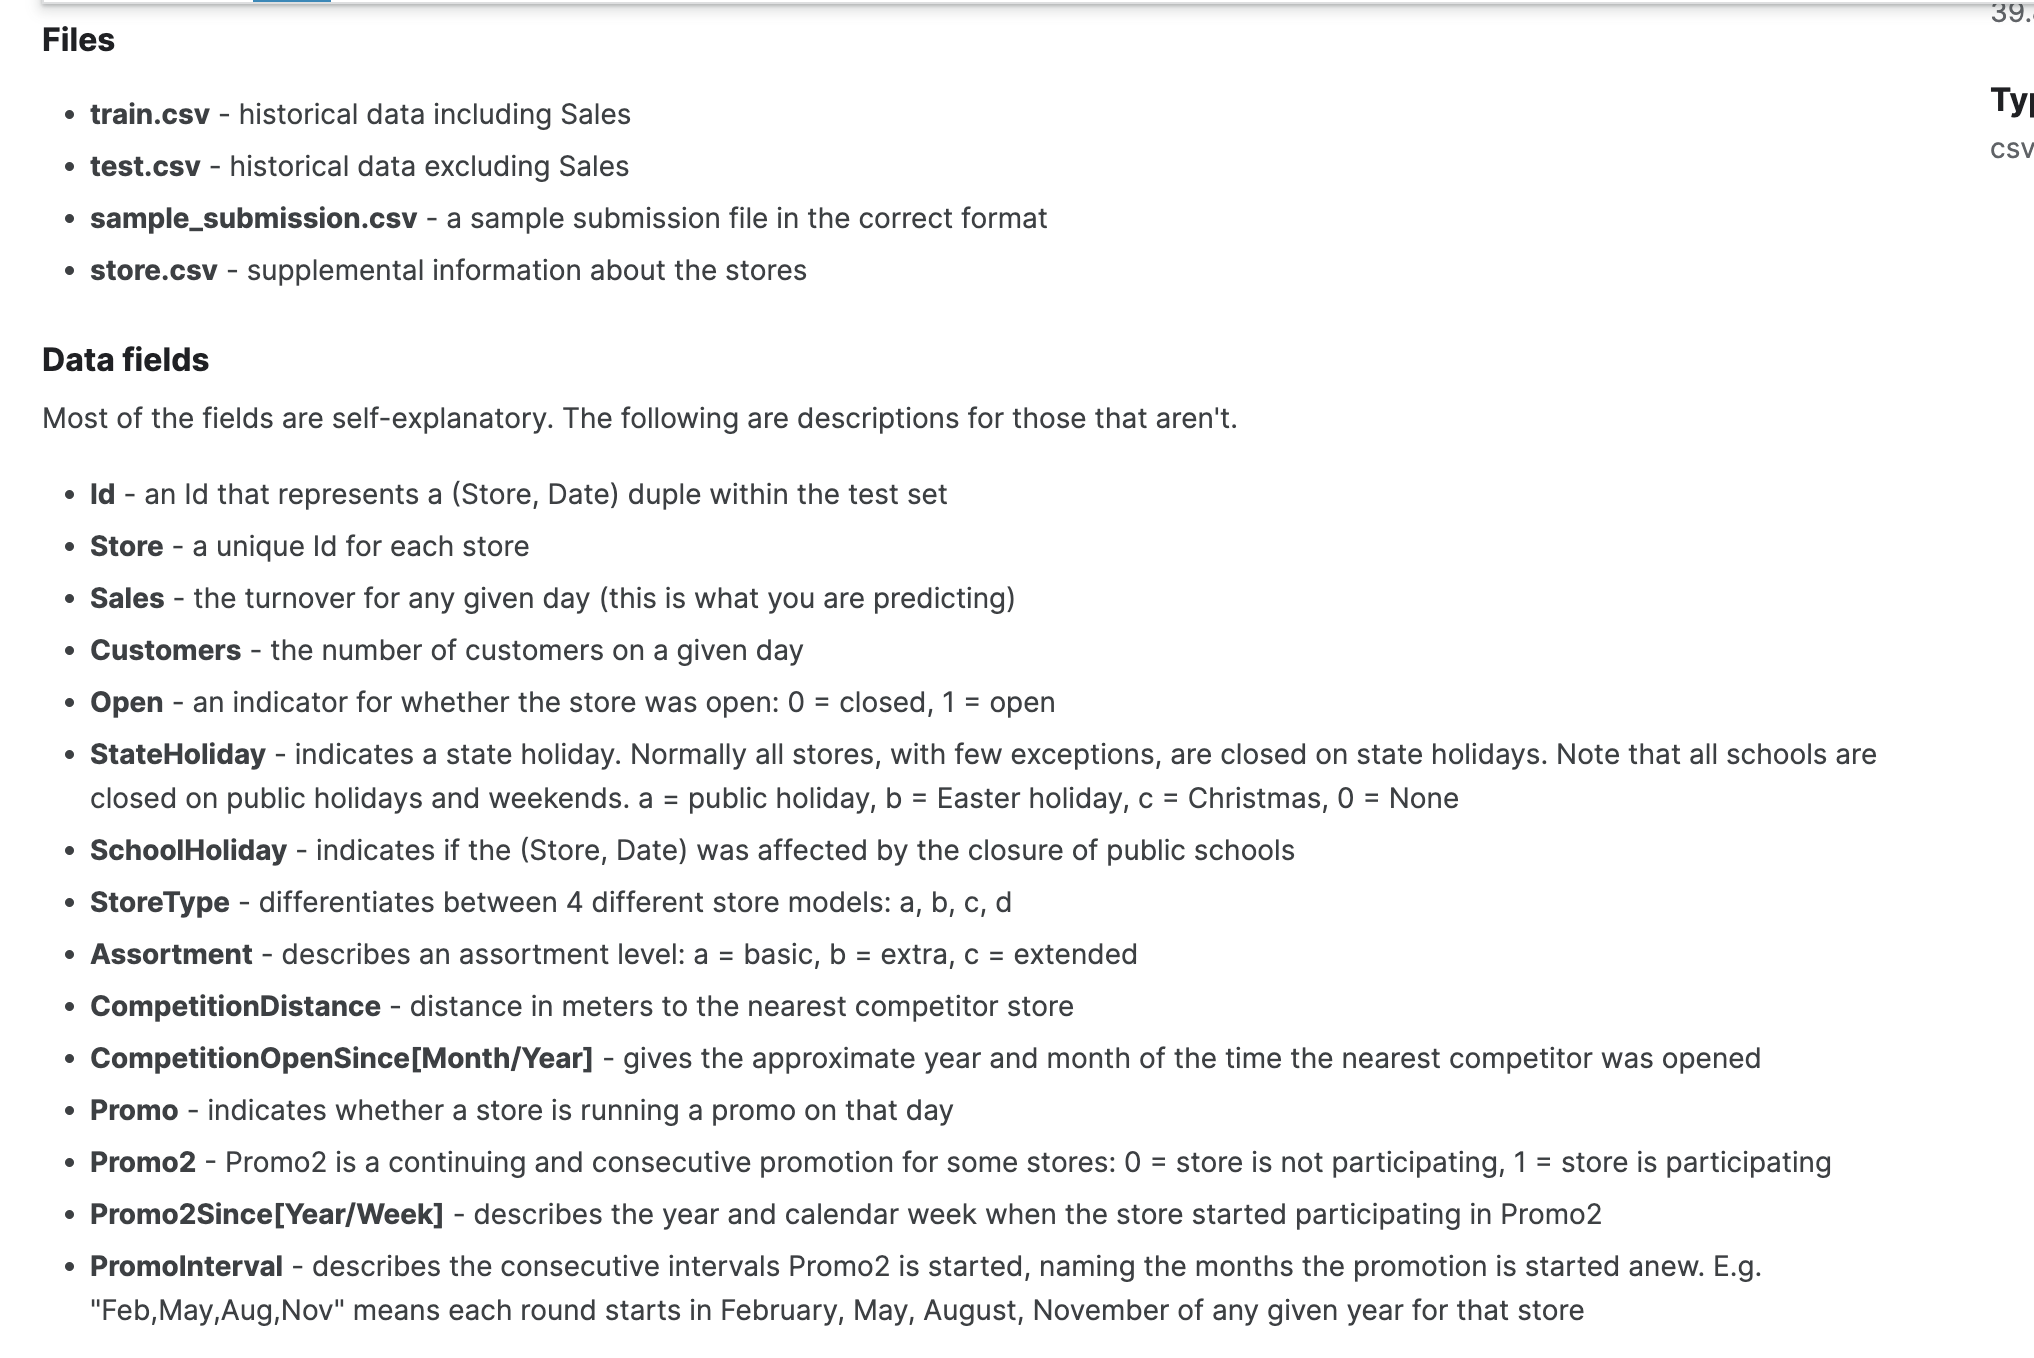 39.
Files
• train.csv - historical data including Sales
• test.csv - historical data excluding Sales
• sample_submission.csv - a sample submission file in the correct format
• store.csv - supplemental information about the stores
Typ
csv
Data fields
Most of the fields are self-explanatory. The following are descriptions for those that aren't.
• Id - an Id that represents a (Store, Date) duple within the test set
• Store - a unique Id for each store
• Sales - the turnover for any given day (this is what you are predicting)
• Customers - the number of customers on a given day
• Open - an indicator for whether the store was open: 0 = closed, 1 = open
• StateHoliday - indicates a state holiday. Normally all stores, with few exceptions, are closed on state holidays. Note that all schools are
closed on public holidays and weekends. a = public holiday, b = Easter holiday, c = Christmas, 0 = None
• SchoolHoliday - indicates if the (Store, Date) was affected by the closure of public schools
• StoreType - differentiates between 4 different store models: a, b, c, d
• Assortment - describes an assortment level: a = basic, b = extra, c = extended
• CompetitionDistance - distance in meters to the nearest competitor store
• CompetitionOpenSince[Month/Year] - gives the approximate year and month of the time the nearest competitor was opened
• Promo - indicates whether a store is running a promo on that day
• Promo2 - Promo2 is a continuing and consecutive promotion for some stores: 0 = store is not participating, 1 = store is participating
• Promo2Since[Year/Week] - describes the year and calendar week when the store started participating in Promo2
• PromoInterval - describes the consecutive intervals Promo2 is started, naming the months the promotion is started anew. E.g.
"Feb,May,Aug,Nov" means each round starts in February, May, August, November of any given year for that store